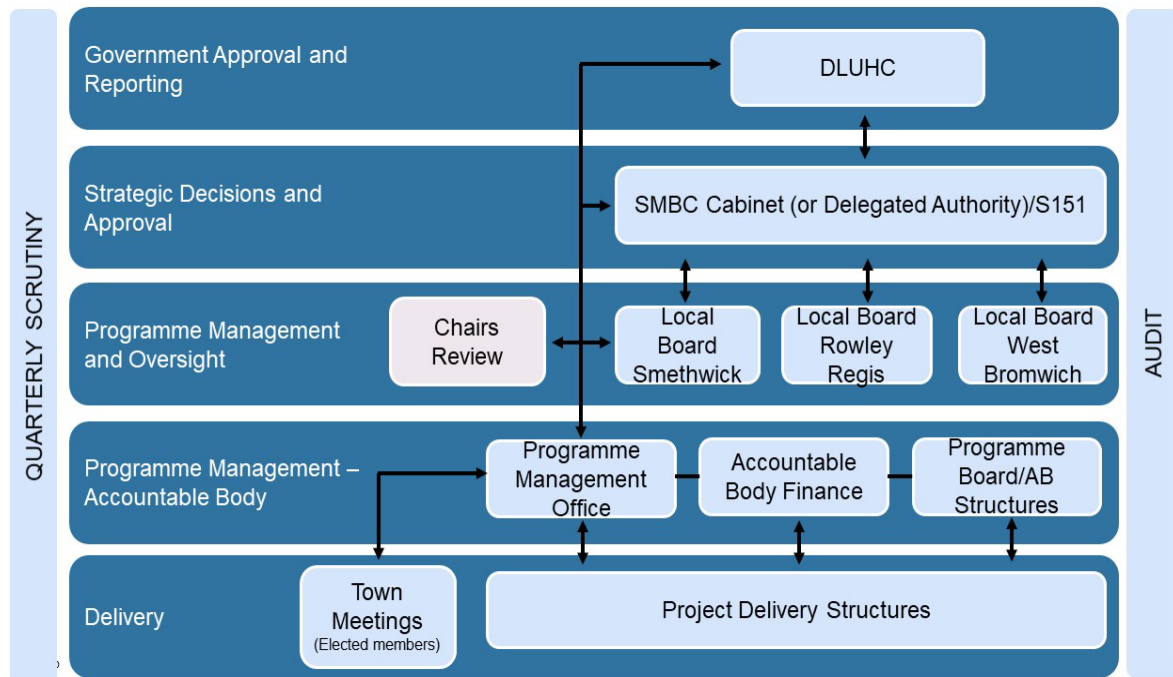 QUARTERLY SCRUTINY
Government Approval and
Reporting
DLUHC
Strategic Decisions and
Approval
SMBC Cabinet (or Delegated Authority)/S151
Programme Management
and Oversight
Chairs
Review
Local
Board
Smethwick
Local Board
Rowley
Regis
Local Board
West
Bromwich
Programme Management –
Accountable Body
Programme
Management
Office
Accountable
Body Finance
Programme
Board/AB
Structures
Delivery
Town
Meetings
(Elected members)
Project Delivery Structures
AUDIT